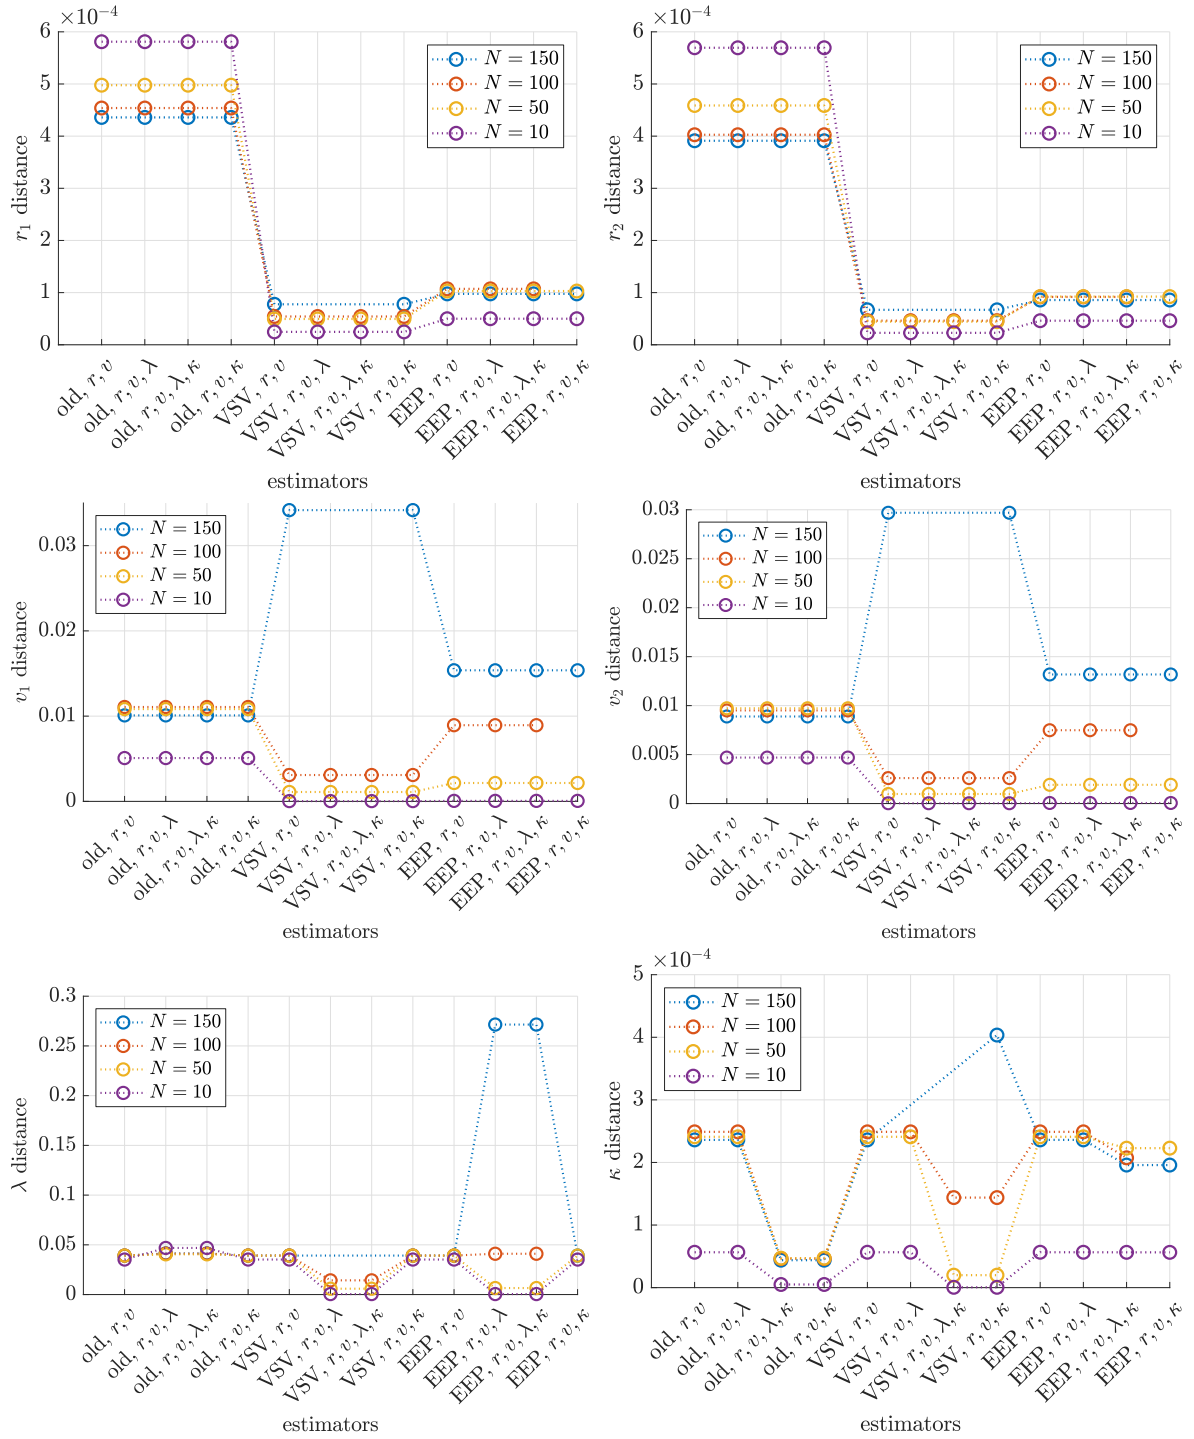 ×10⁻⁴
6
5
4
3
2
1
0
r₁ distance
N = 150
N = 100
N = 50
N = 10
old, r, v
old, r, v, λ
old, r, v, λ, κ
old, r, v, κ
VSV, r, v
VSV, r, v, λ
VSV, r, v, λ, κ
VSV, r, v, κ
EEP, r, v
EEP, r, v, λ
EEP, r, v, λ, κ
EEP, r, v, κ
estimators
×10⁻⁴
6
5
4
3
2
1
0
r₂ distance
N = 150
N = 100
N = 50
N = 10
old, r, v
old, r, v, λ
old, r, v, λ, κ
old, r, v, κ
VSV, r, v
VSV, r, v, λ
VSV, r, v, λ, κ
VSV, r, v, κ
EEP, r, v
EEP, r, v, λ
EEP, r, v, λ, κ
EEP, r, v, κ
estimators
0.03
0.02
0.01
0
v₁ distance
N = 150
N = 100
N = 50
N = 10
old, r, v
old, r, v, λ
old, r, v, λ, κ
old, r, v, κ
VSV, r, v
VSV, r, v, λ
VSV, r, v, λ, κ
VSV, r, v, κ
EEP, r, v
EEP, r, v, λ
EEP, r, v, λ, κ
EEP, r, v, κ
estimators
0.03
0.025
0.02
0.015
0.01
0.005
0
v₂ distance
N = 150
N = 100
N = 50
N = 10
old, r, v
old, r, v, λ
old, r, v, λ, κ
old, r, v, κ
VSV, r, v
VSV, r, v, λ
VSV, r, v, λ, κ
VSV, r, v, κ
EEP, r, v
EEP, r, v, λ
EEP, r, v, λ, κ
EEP, r, v, κ
estimators
0.3
0.25
0.2
0.15
0.1
0.05
0
λ distance
N = 150
N = 100
N = 50
N = 10
old, r, v
old, r, v, λ
old, r, v, λ, κ
old, r, v, κ
VSV, r, v
VSV, r, v, λ
VSV, r, v, λ, κ
VSV, r, v, κ
EEP, r, v
EEP, r, v, λ
EEP, r, v, λ, κ
EEP, r, v, κ
estimators
×10⁻⁴
5
4
3
2
1
0
κ distance
N = 150
N = 100
N = 50
N = 10
old, r, v
old, r, v, λ
old, r, v, λ, κ
old, r, v, κ
VSV, r, v
VSV, r, v, λ
VSV, r, v, λ, κ
VSV, r, v, κ
EEP, r, v
EEP, r, v, λ
EEP, r, v, λ, κ
EEP, r, v, κ
estimators